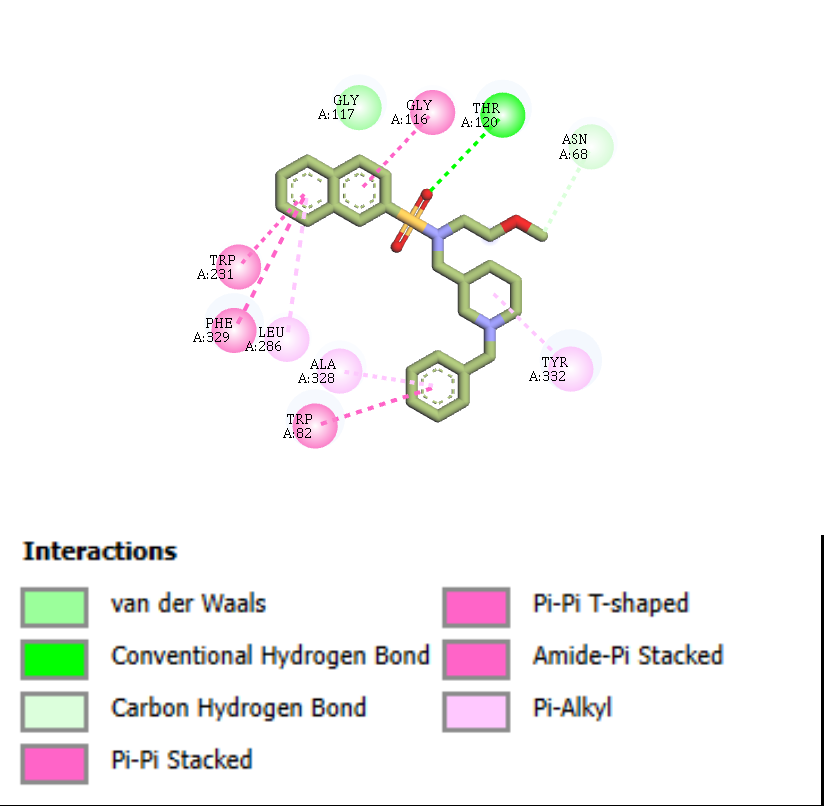 GLY
A:117
GLY
A:116
THR
A:120
ASN
A:68
TRP
A:231
PHE
A:329
LEU
A:286
ALA
A:328
TYR
A:332
TRP
A:82
Interactions
van der Waals
Conventional Hydrogen Bond
Carbon Hydrogen Bond
Pi-Pi Stacked
Pi-Pi T-shaped
Amide-Pi Stacked
Pi-Alkyl